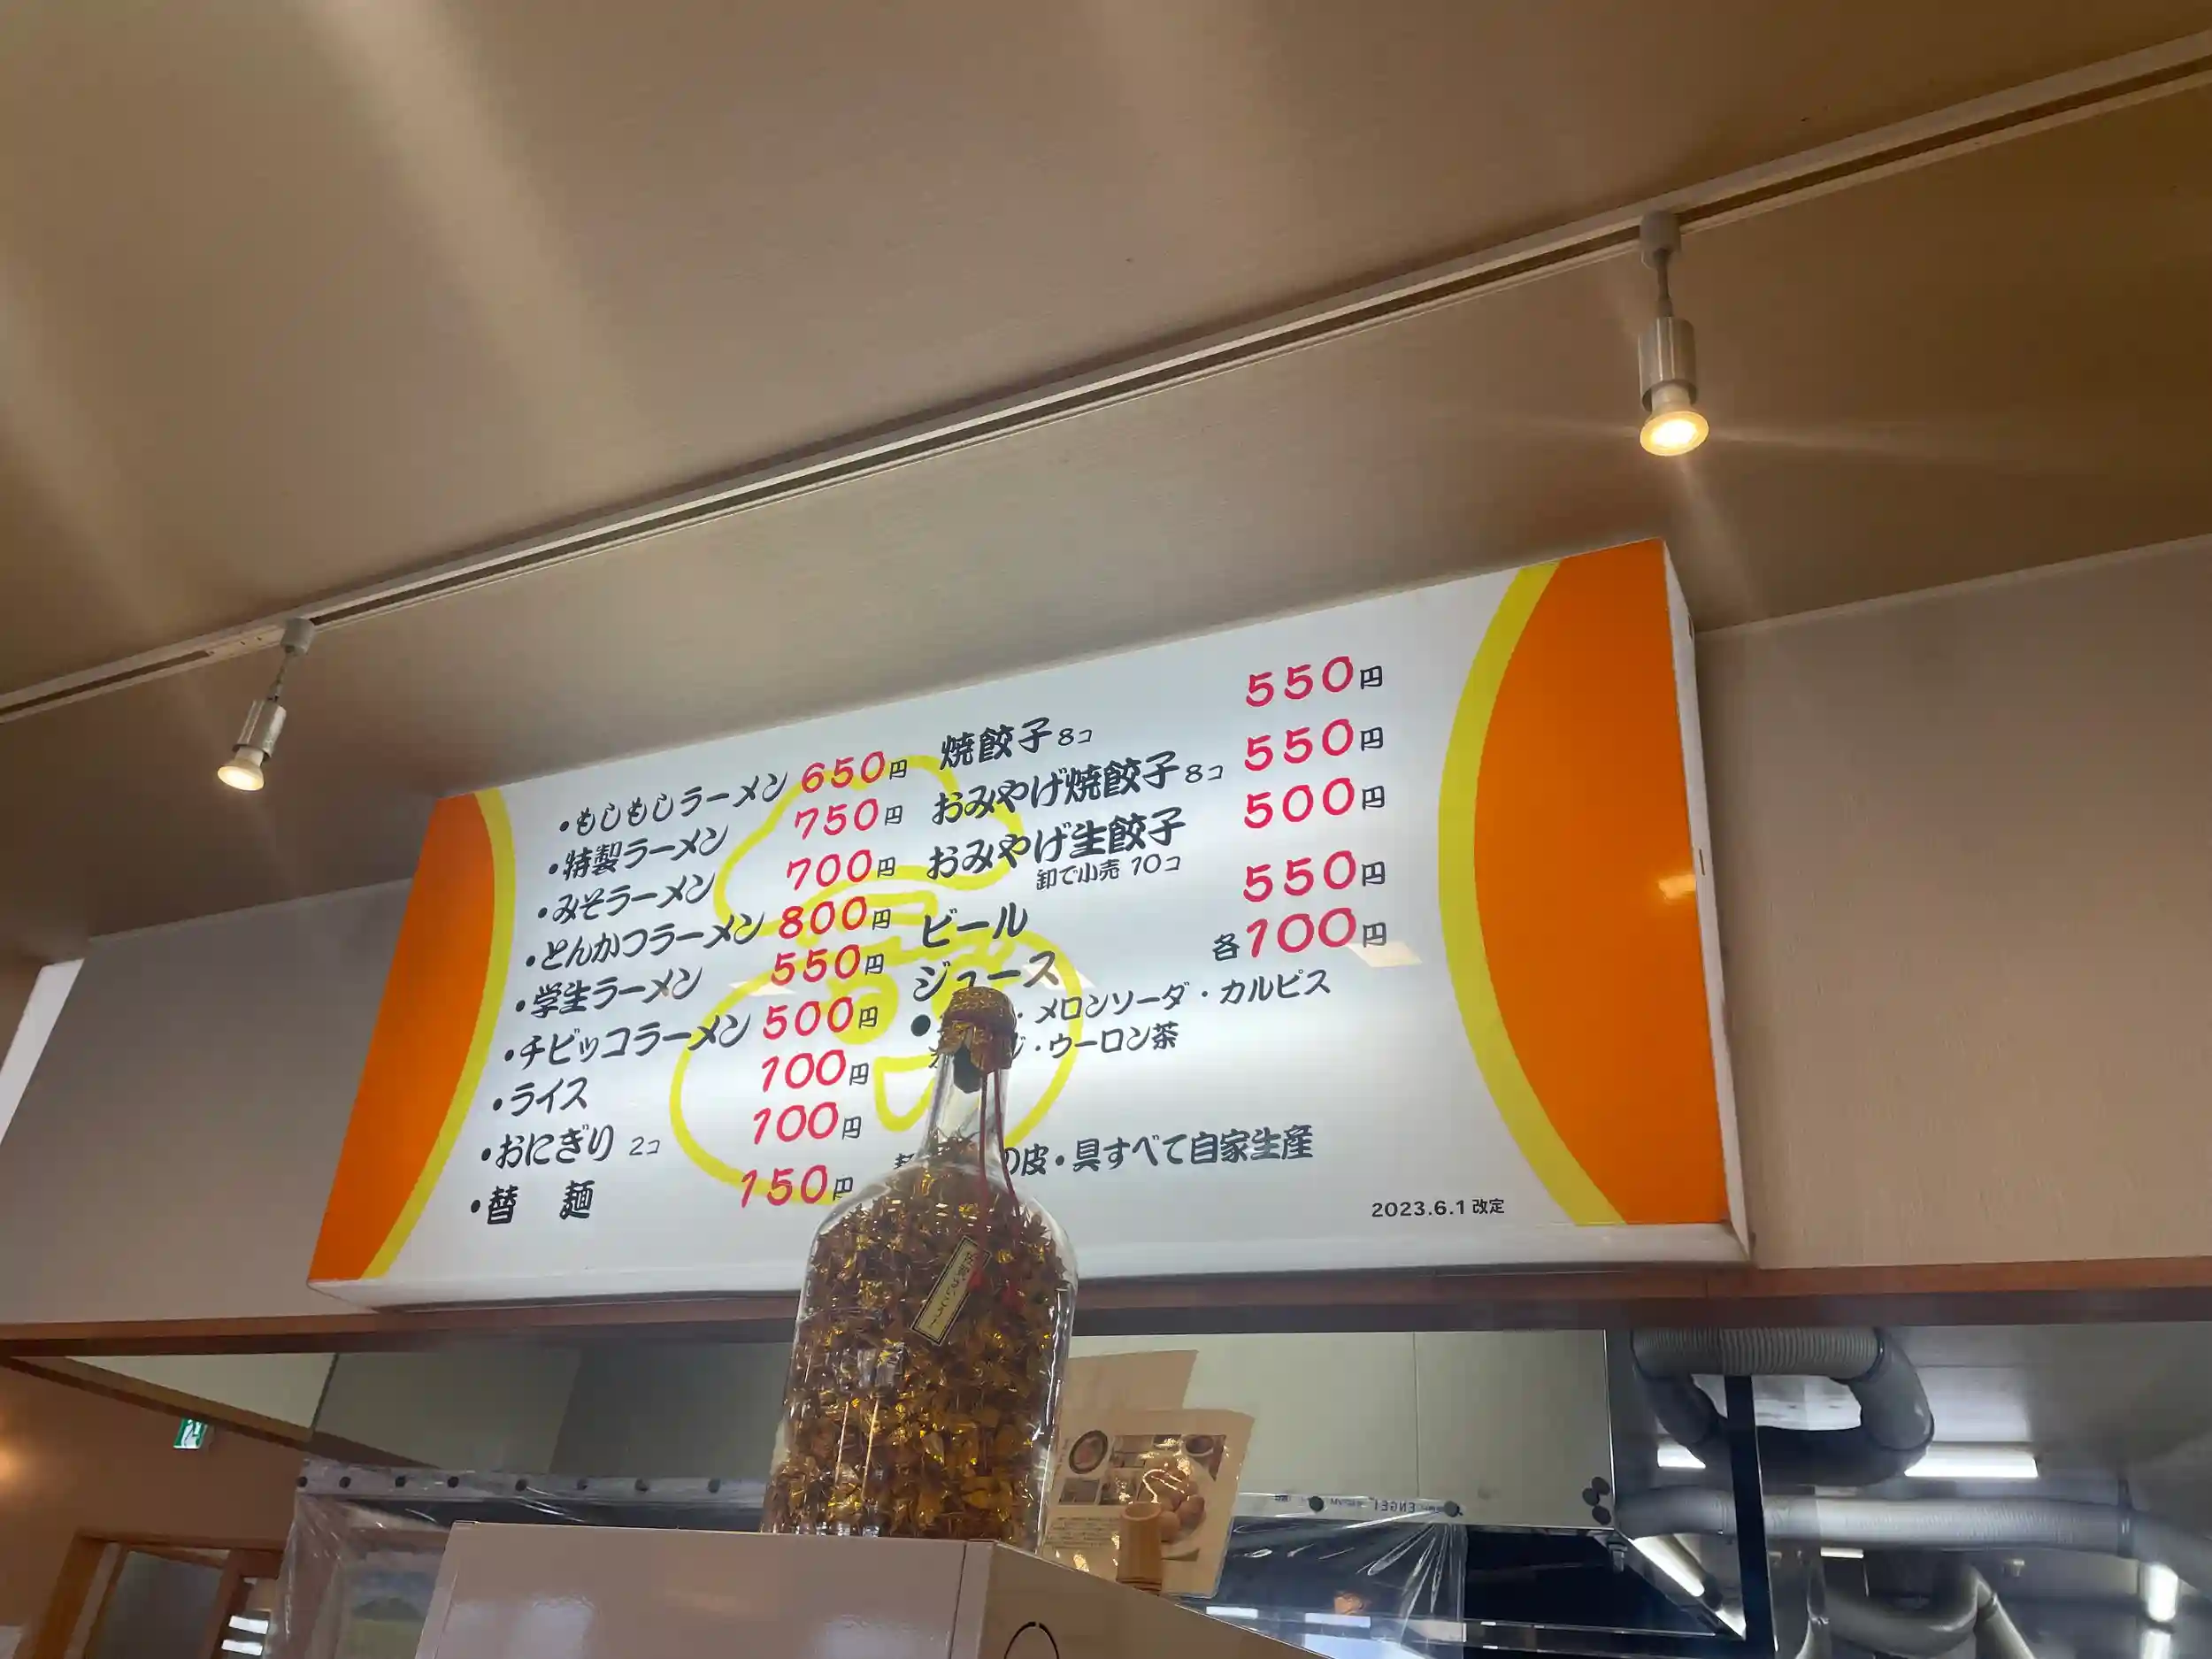 ・もしもしラーメン 650円
・特製ラーメン 750円
・みそラーメン 700円
・とんかつラーメン 800円
・学生ラーメン 550円
・チビッコラーメン 500円
・ライス 100円
・おにぎり 2コ 100円
・替 麺 150円
焼餃子 8コ 550円
おみやげ焼餃子 8コ 550円
おみやげ生餃子 500円
卸で小売 10コ
ビール 550円
ジュース 各100円
・メロンソーダ・カルピス
・ウーロン茶
の皮・具すべて自家生産
2023.6.1 改定